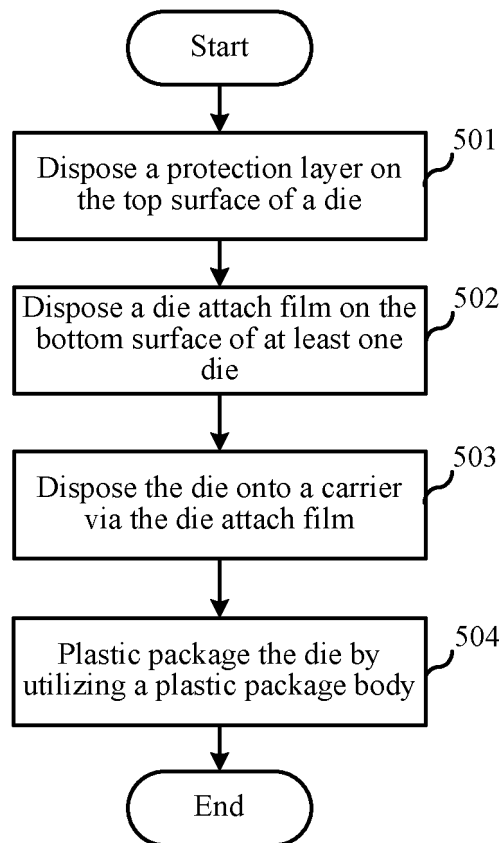 Start
501
Dispose a protection layer on
the top surface of a die
502
Dispose a die attach film on the
bottom surface of at least one
die
503
Dispose the die onto a carrier
via the die attach film
504
Plastic package the die by
utilizing a plastic package body
End